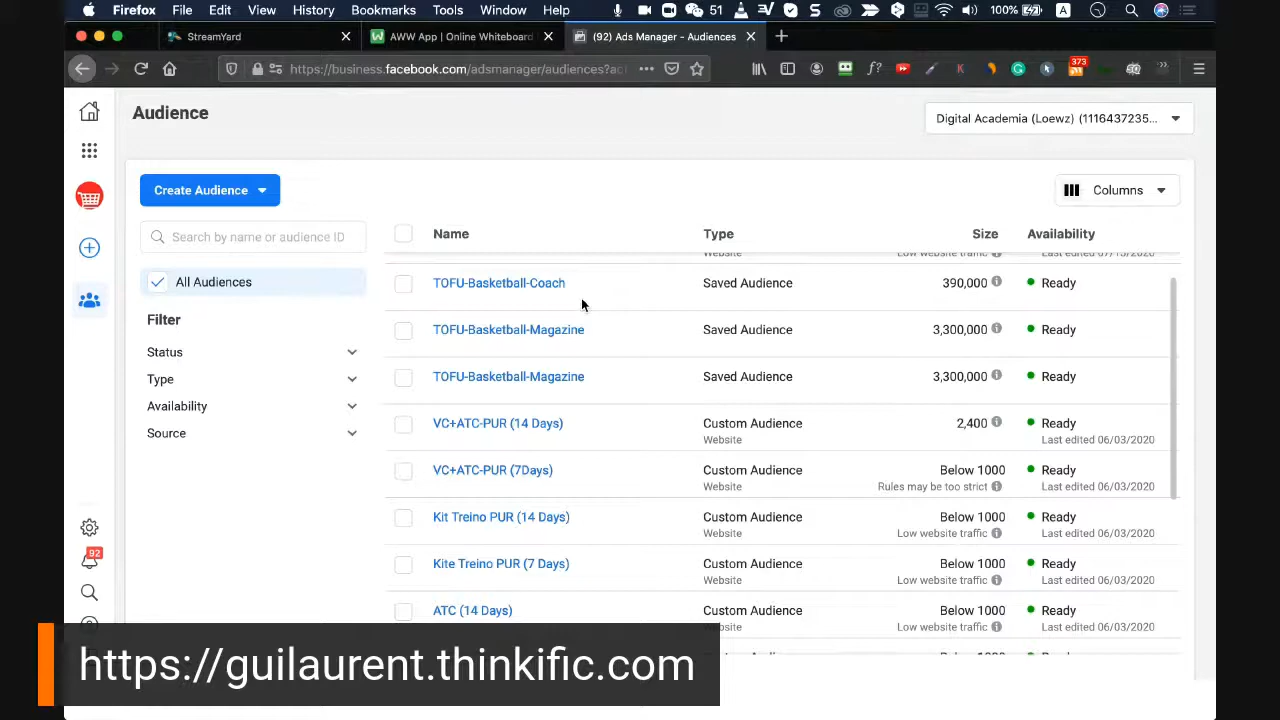 Firefox File Edit View History Bookmarks Tools Window Help 51 100% A
StreamYard
AWW App | Online Whiteboard
(92) Ads Manager - Audiences
https://business.facebook.com/adsmanager/audiences?ac
373
Audience
Digital Academia (Loewz) (1116437235...
Create Audience
Columns
Search by name or audience ID
Name Type Size Availability
Website Low website traffic Last edited 07/15/2020
All Audiences
TOFU-Basketball-Coach Saved Audience 390,000 Ready
Filter
TOFU-Basketball-Magazine Saved Audience 3,300,000 Ready
Status
TOFU-Basketball-Magazine Saved Audience 3,300,000 Ready
Type
Availability
VC+ATC-PUR (14 Days) Custom Audience 2,400 Ready
Source
Website Last edited 06/03/2020
VC+ATC-PUR (7Days) Custom Audience Below 1000 Ready
Website Rules may be too strict Last edited 06/03/2020
Kit Treino PUR (14 Days) Custom Audience Below 1000 Ready
Website Low website traffic Last edited 06/03/2020
92
Kite Treino PUR (7 Days) Custom Audience Below 1000 Ready
Website Low website traffic Last edited 06/03/2020
ATC (14 Days) Custom Audience Below 1000 Ready
Low website traffic Last edited 06/03/2020
https://guilaurent.thinkific.com